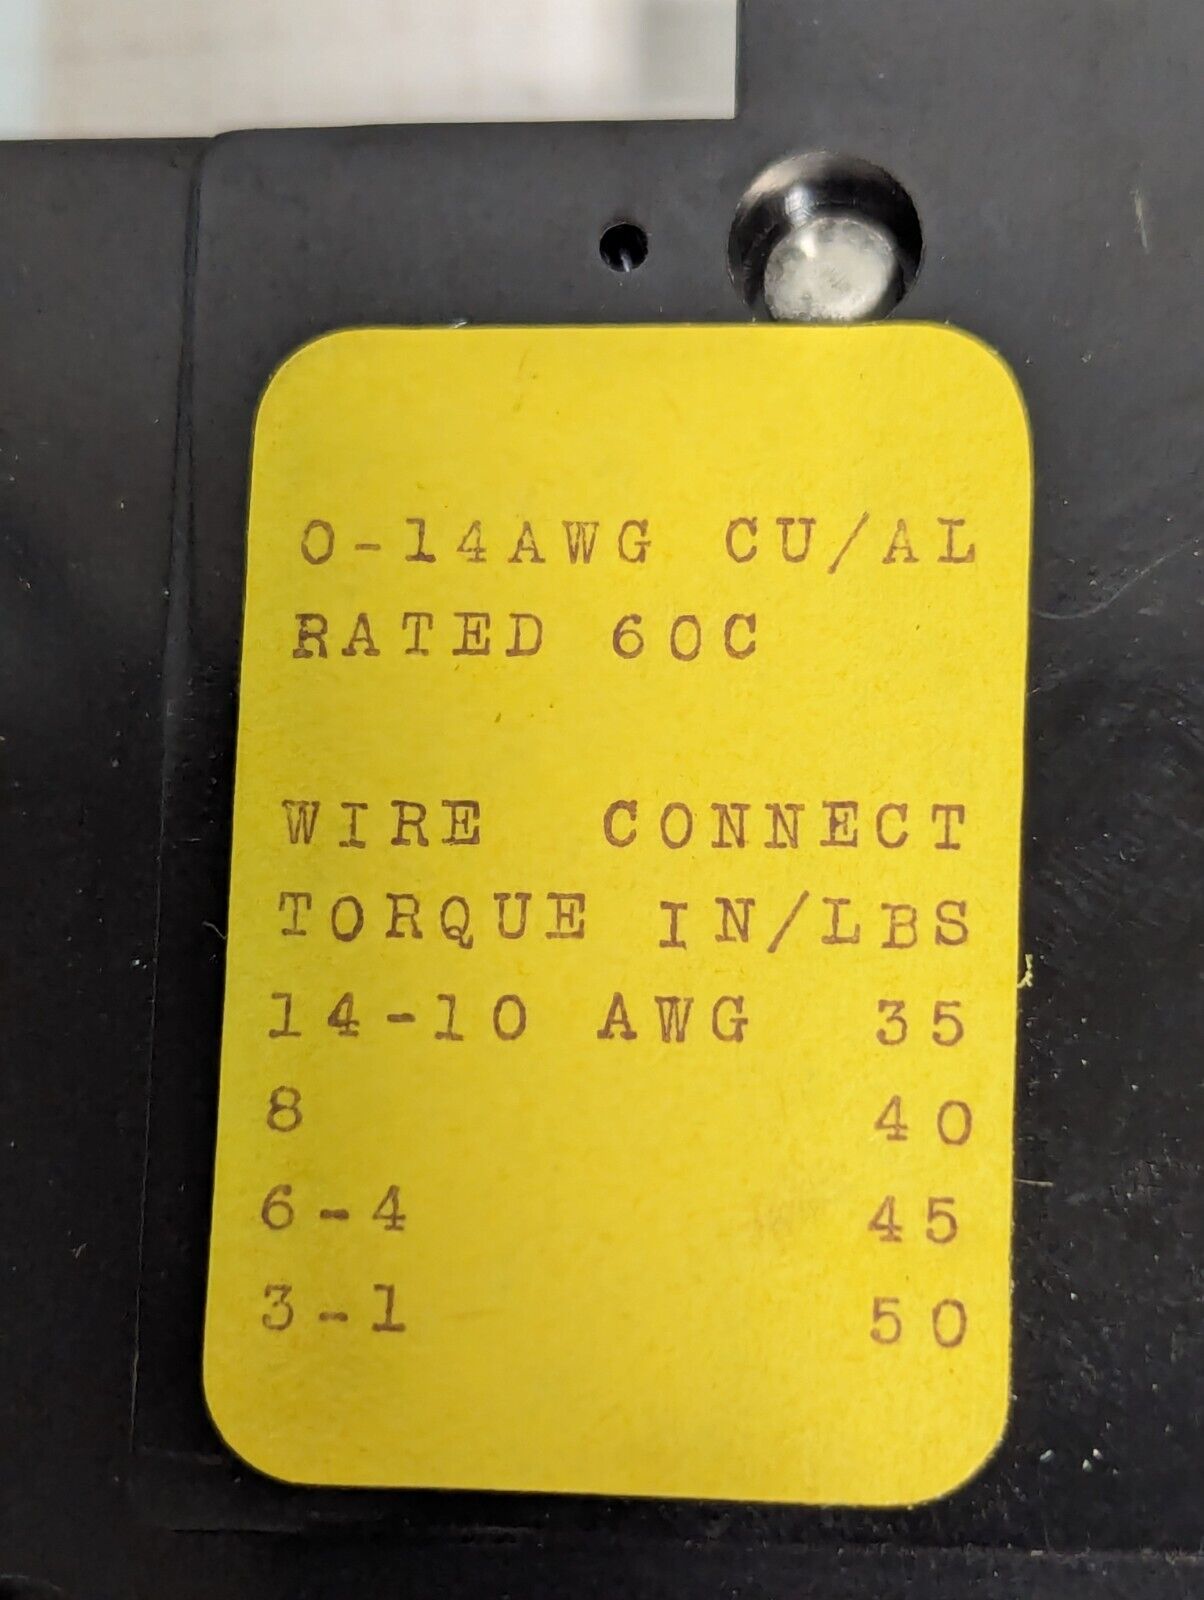 0-14AWG CU/AL
RATED 60C
WIRE CONNECT
TORQUE IN/LBS
14-10 AWG 35
8 40
6-4 45
3-1 50